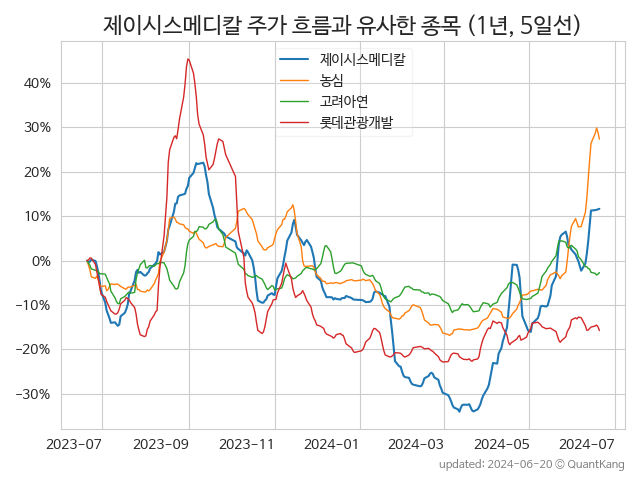 제이시스메디칼 주가 흐름과 유사한 종목 (1년, 5일선)
제이시스메디칼
농심
고려아연
롯데관광개발
40%
30%
20%
10%
0%
−10%
−20%
−30%
2023-07
2023-09
2023-11
2024-01
2024-03
2024-05
2024-07
updated: 2024-06-20 © QuantKang